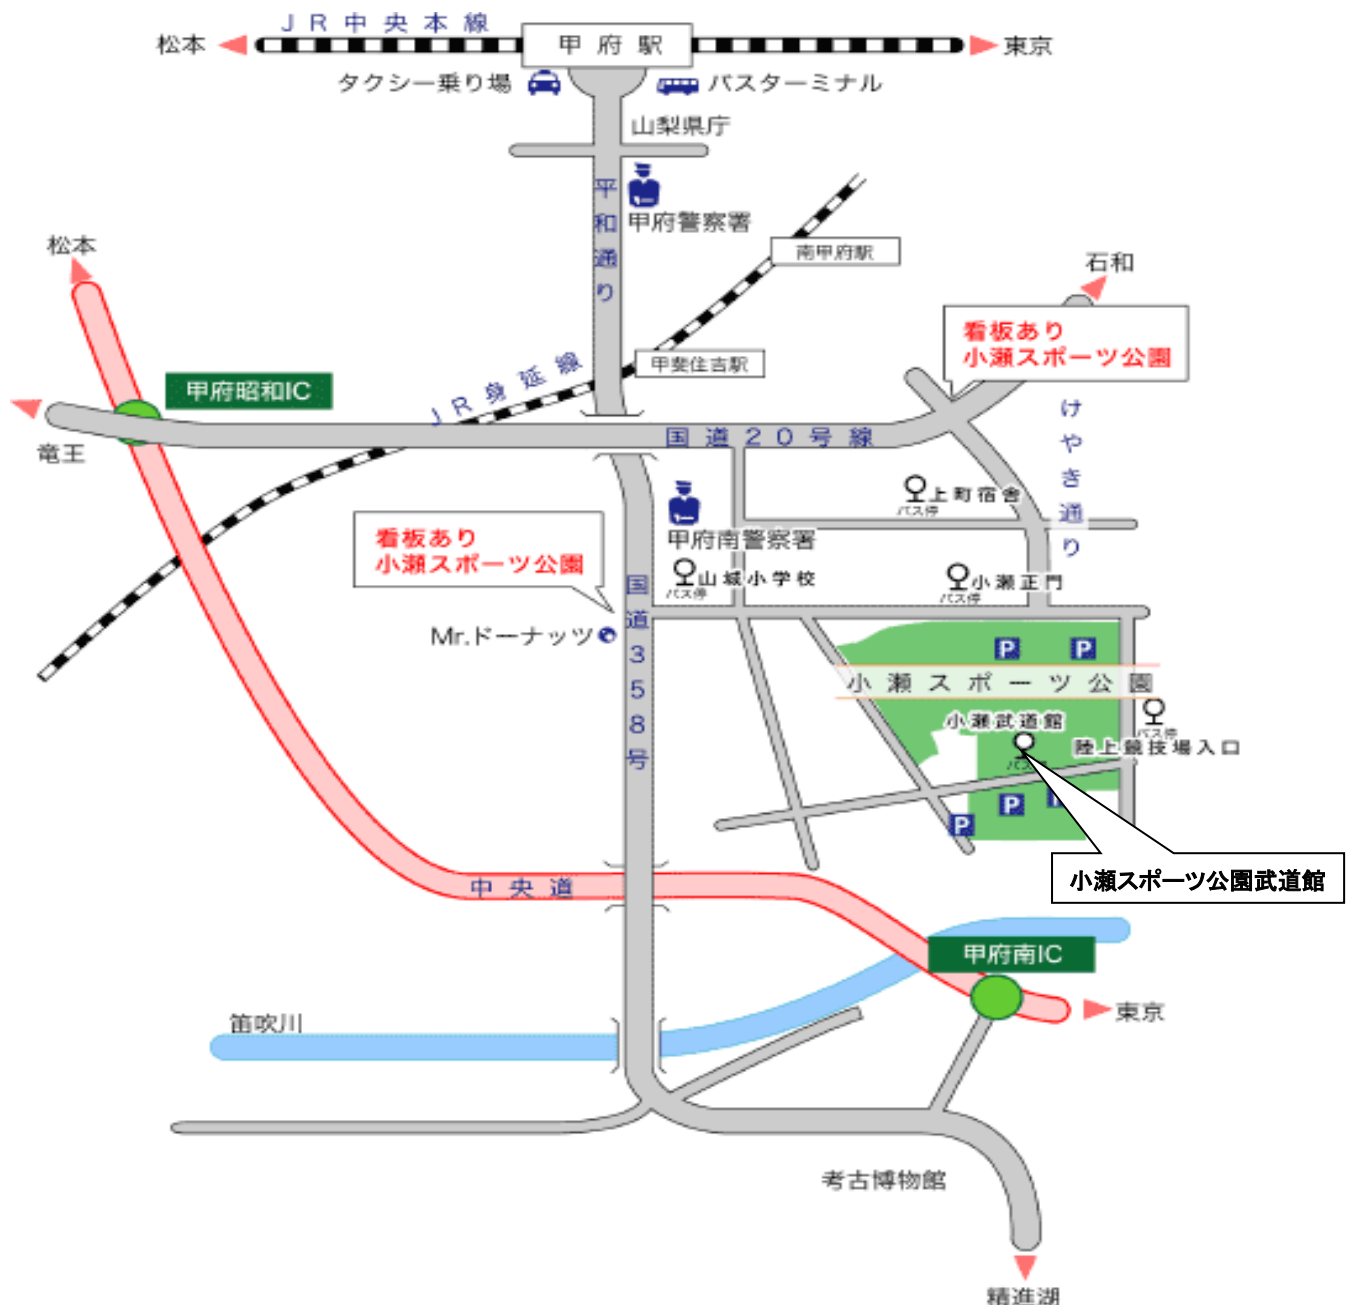 JR中央本線
松本
甲府駅
東京
タクシー乗り場
バスターミナル
山梨県庁
平和通り
甲府警察署
南甲府駅
松本
石和
看板あり
小瀬スポーツ公園
甲斐住吉駅
JR身延線
甲府昭和IC
けやき通り
竜王
国道20号線
上町宿舎
バス停
看板あり
小瀬スポーツ公園
甲府南警察署
山城小学校
バス停
小瀬正門
バス停
国道358号
Mr.ドーナッツ
P
P
小瀬スポーツ公園
小瀬武道館
バス
バス停
陸上競技場入口
P
P
P
小瀬スポーツ公園武道館
中央道
甲府南IC
東京
笛吹川
考古博物館
精進湖